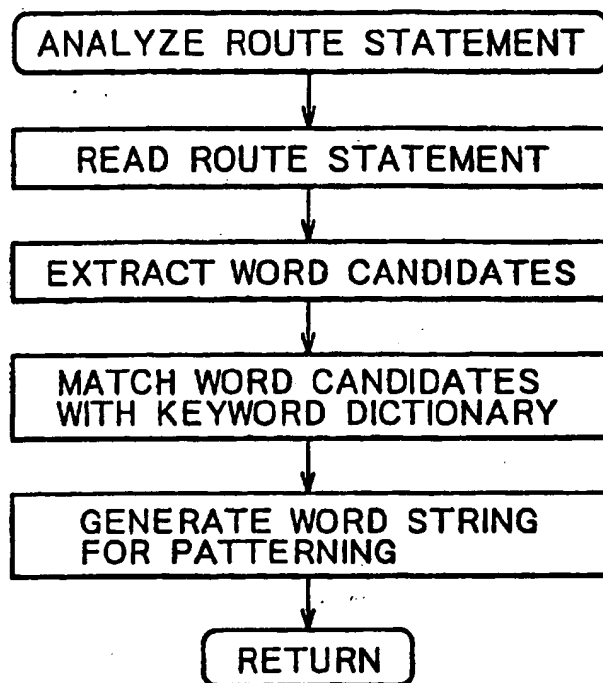 ANALYZE ROUTE STATEMENT
READ ROUTE STATEMENT
EXTRACT WORD CANDIDATES
MATCH WORD CANDIDATES
WITH KEYWORD DICTIONARY
GENERATE WORD STRING
FOR PATTERNING
RETURN